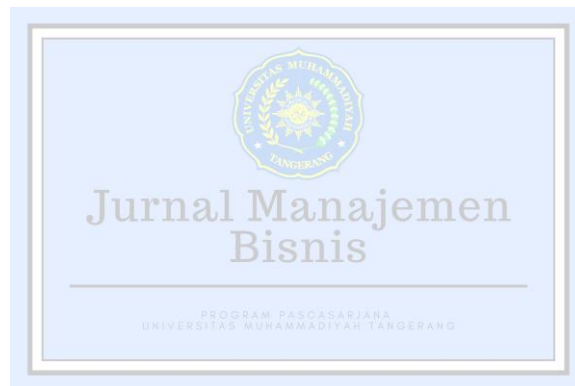 UNIVERSITAS MUHAMMADIYAH
TANGERANG
Jurnal Manajemen
Bisnis
PROGRAM PASCASARJANA
UNIVERSITAS MUHAMMADIYAH TANGERANG